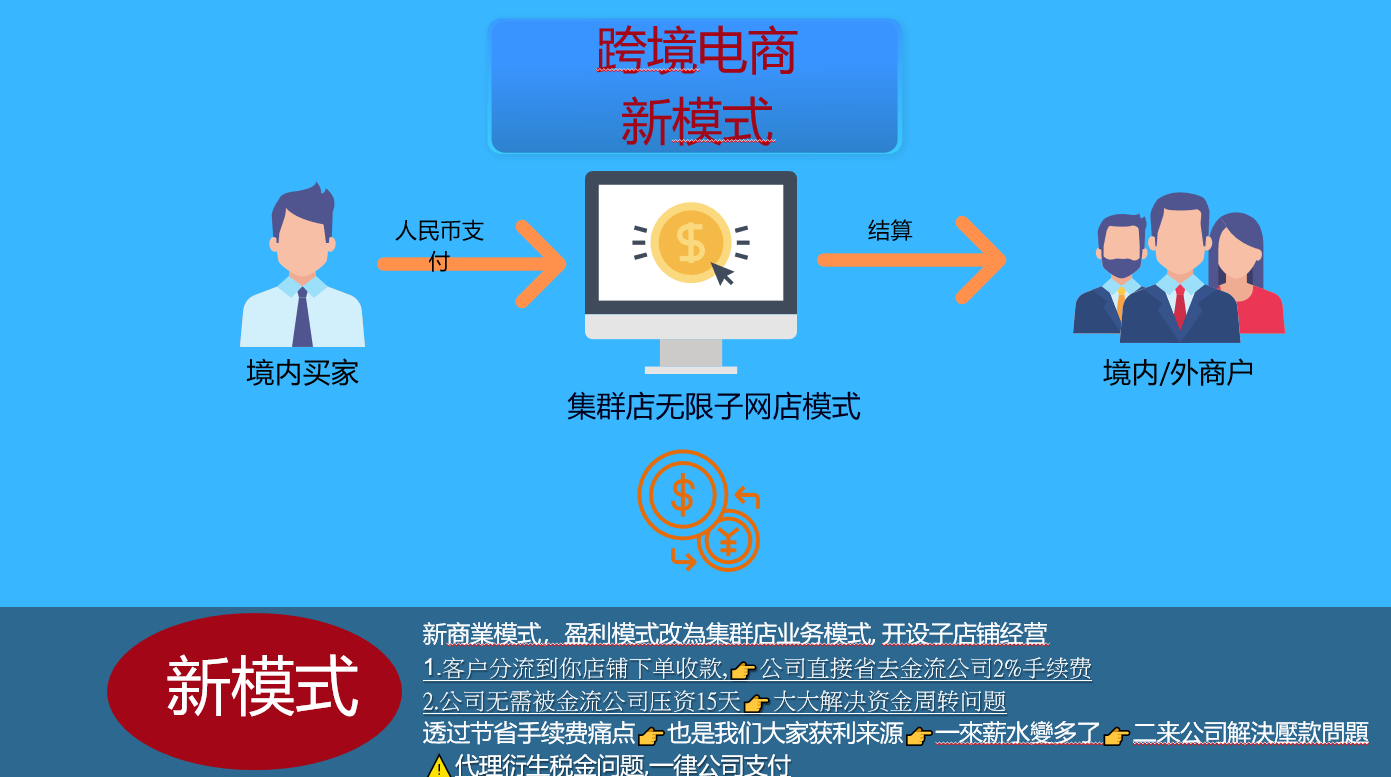 跨境电商
新模式
人民币支
付
结算
境内买家
境内/外商户
集群店无限子网店模式
新模式
新商業模式，盈利模式改為集群店业务模式, 开设子店铺经营
1.客户分流到你店铺下单收款,👉公司直接省去金流公司2%手续费
2.公司无需被金流公司压资15天👉大大解决资金周转问题
透过节省手续费痛点👉也是我们大家获利来源👉一來薪水變多了👉二来公司解決壓款問題
⚠代理衍生税金问题,一律公司支付